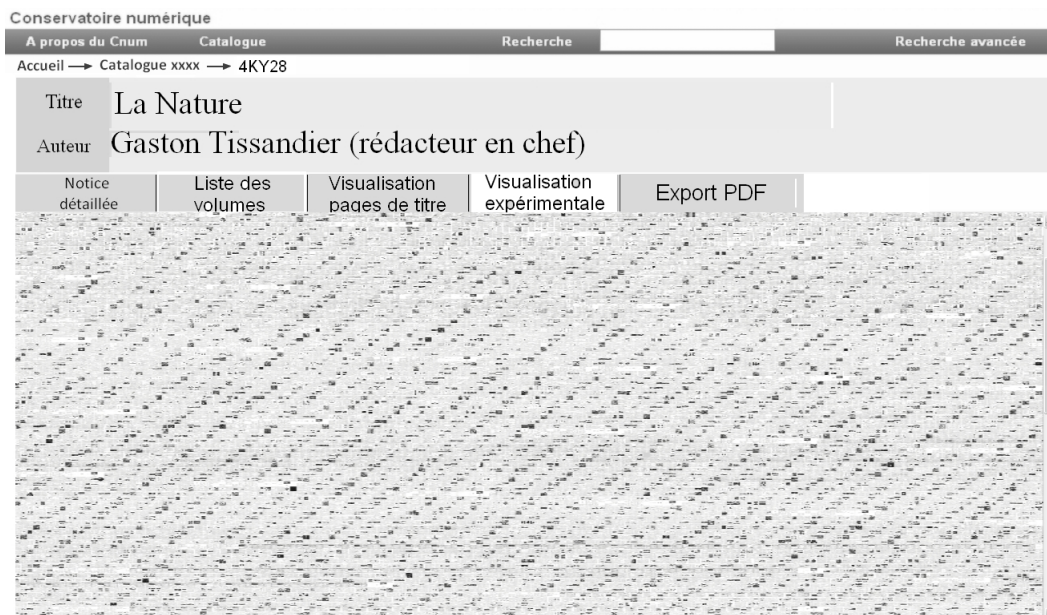 Conservatoire numérique
A propos du Cnum Catalogue Recherche Recherche avancée
Accueil → Catalogue xxxx → 4KY28
Titre La Nature
Auteur Gaston Tissandier (rédacteur en chef)
Notice détaillée
Liste des volumes
Visualisation pages de titre
Visualisation expérimentale
Export PDF